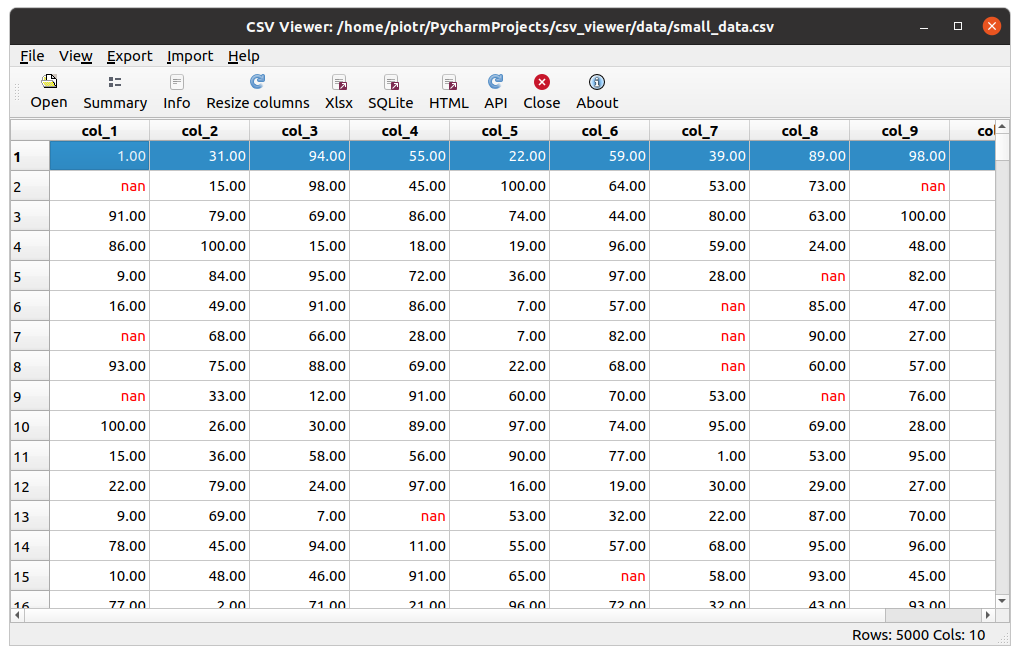 CSV Viewer: /home/piotr/PycharmProjects/csv_viewer/data/small_data.csv
File View Export Import Help
Open Summary Info Resize columns Xlsx SQLite HTML API Close About
col_1 col_2 col_3 col_4 col_5 col_6 col_7 col_8 col_9
1 1.00 31.00 94.00 55.00 22.00 59.00 39.00 89.00 98.00
2 nan 15.00 98.00 45.00 100.00 64.00 53.00 73.00 nan
3 91.00 79.00 69.00 86.00 74.00 44.00 80.00 63.00 100.00
4 86.00 100.00 15.00 18.00 19.00 96.00 59.00 24.00 48.00
5 9.00 84.00 95.00 72.00 36.00 97.00 28.00 nan 82.00
6 16.00 49.00 91.00 86.00 7.00 57.00 nan 85.00 47.00
7 nan 68.00 66.00 28.00 7.00 82.00 nan 90.00 27.00
8 93.00 75.00 88.00 69.00 22.00 68.00 nan 60.00 57.00
9 nan 33.00 12.00 91.00 60.00 70.00 53.00 nan 76.00
10 100.00 26.00 30.00 89.00 97.00 74.00 95.00 69.00 28.00
11 15.00 36.00 58.00 56.00 90.00 77.00 1.00 53.00 95.00
12 22.00 79.00 24.00 97.00 16.00 19.00 30.00 29.00 27.00
13 9.00 69.00 7.00 nan 53.00 32.00 22.00 87.00 70.00
14 78.00 45.00 94.00 11.00 55.00 57.00 68.00 95.00 96.00
15 10.00 48.00 46.00 91.00 65.00 nan 58.00 93.00 45.00
16 77.00 2.00 71.00 21.00 96.00 72.00 32.00 43.00 93.00
Rows: 5000 Cols: 10